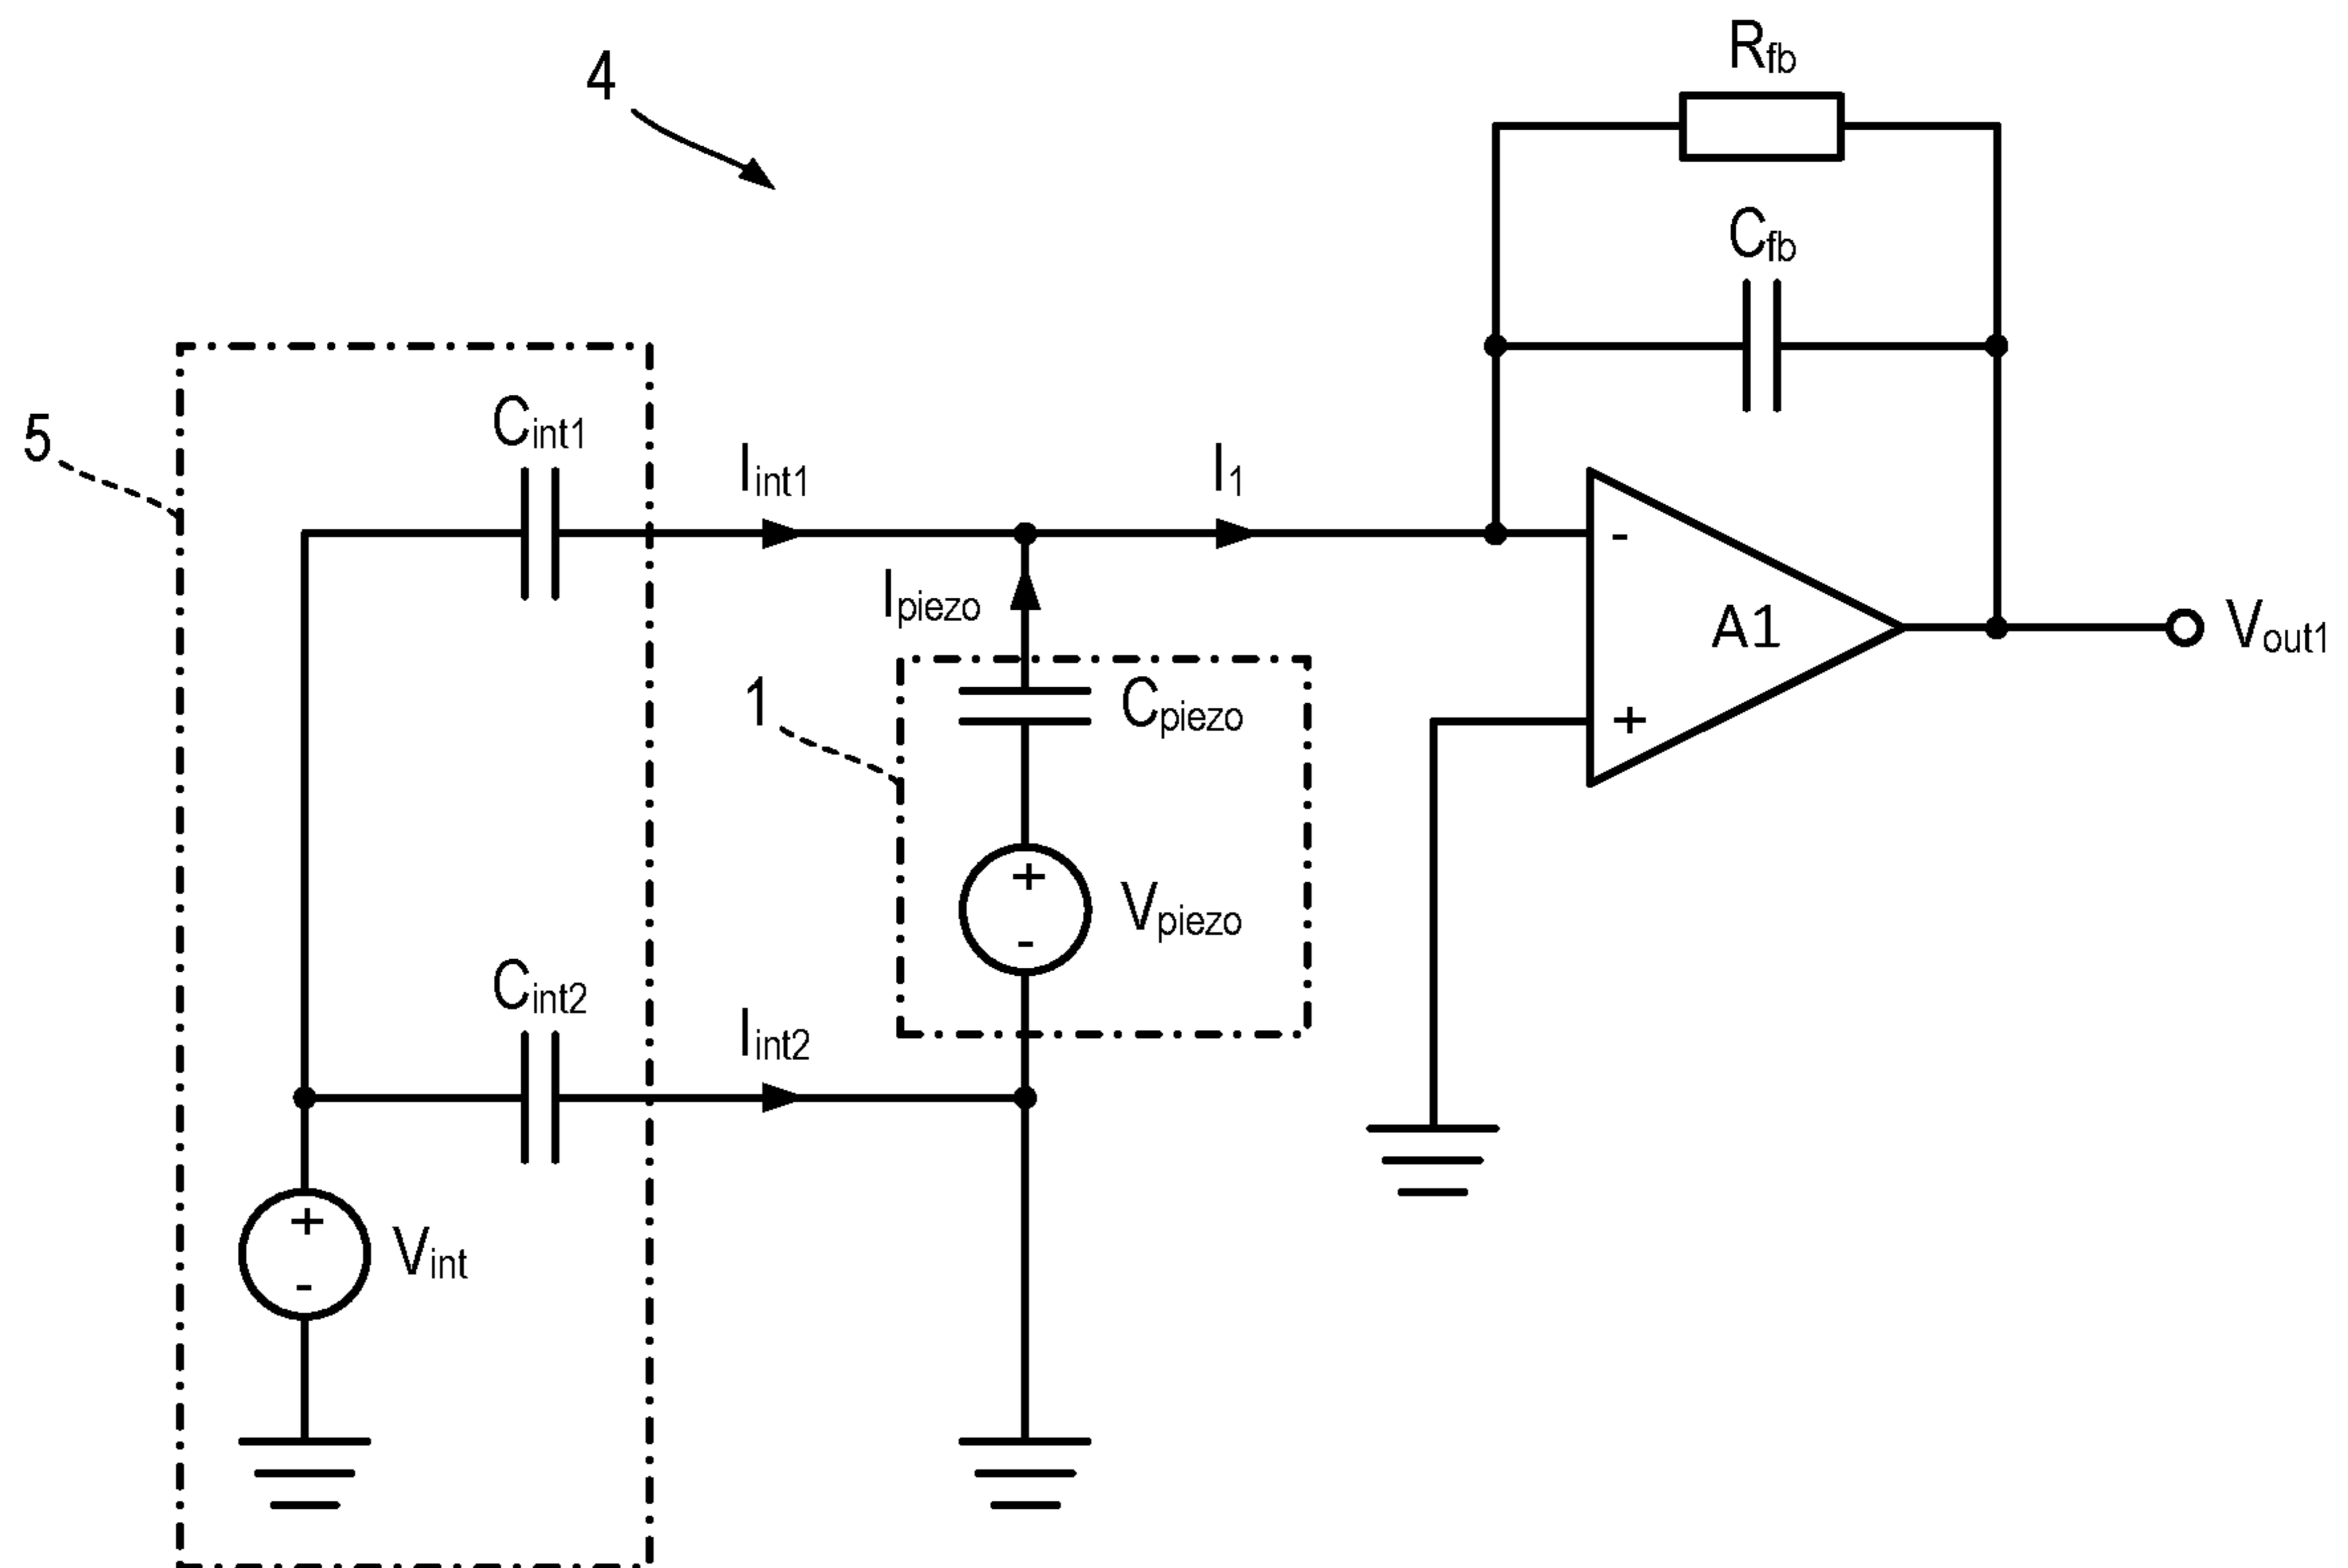 4
Rfb
Cfb
5
Cint1
Iint1
I1
-
Ipiezo
A1
Vout1
1
Cpiezo
+
+
Vpiezo
-
Cint2
Iint2
+
Vint
-